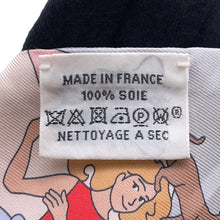 MADE IN FRANCE
100% SOIE
®
NETTOYAGE A SEC